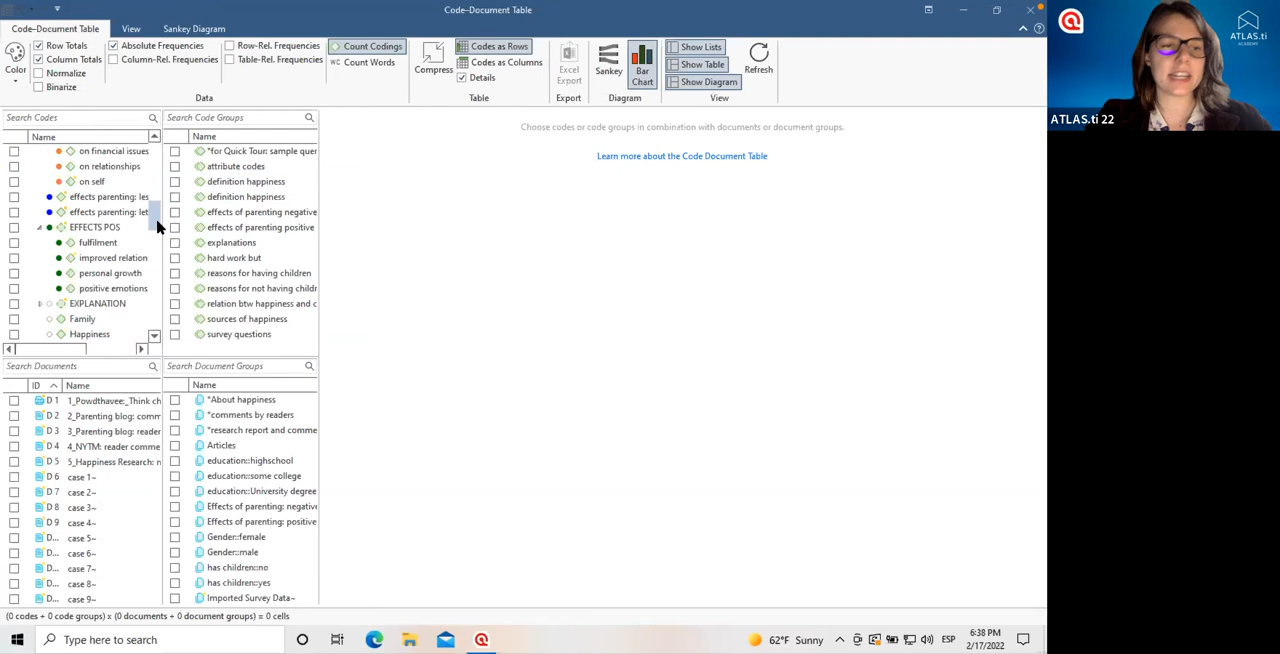 Code–Document Table
Code–Document Table View Sankey Diagram
Color
Row Totals
Column Totals
Normalize
Binarize
Absolute Frequencies
Column-Rel. Frequencies
Row-Rel. Frequencies
Table-Rel. Frequencies
Count Codings
WC Count Words
Data
Compress
Codes as Rows
Codes as Columns
Details
Table
Excel
Export
Export
Sankey
Bar
Chart
Diagram
Show Lists
Show Table
Show Diagram
View
Refresh
ATLAS.ti
ACADEMY
ATLAS.ti 22
Search Codes
Name
on financial issues
on relationships
on self
effects parenting: les
effects parenting: let
EFFECTS POS
fulfilment
improved relation
personal growth
positive emotions
EXPLANATION
Family
Happiness
Search Code Groups
Name
*for Quick Tour: sample quer
attribute codes
definition happiness
definition happiness
effects of parenting negative
effects of parenting positive
explanations
hard work but
reasons for having children
reasons for not having childr
relation btw happiness and c
sources of happiness
survey questions
Choose codes or code groups in combination with documents or document groups.
Learn more about the Code Document Table
Search Documents
ID Name
D 1 1_Powdthavee:_Think ch
D 2 2_Parenting blog: comm
D 3 3_Parenting blog: reader
D 4 4_NYTM: reader comme
D 5 5_Happiness Research: n
D 6 case 1~
D 7 case 2~
D 8 case 3~
D 9 case 4~
D... case 5~
D... case 6~
D... case 7~
D... case 8~
D... case 9~
Search Document Groups
Name
*About happiness
*comments by readers
*research report and comme
Articles
education::highschool
education::some college
education::University degree
Effects of parenting: negative
Effects of parenting: positive
Gender::female
Gender::male
has children::no
has children::yes
Imported Survey Data~
(0 codes + 0 code groups) x (0 documents + 0 document groups) = 0 cells
Type here to search
62°F Sunny
ESP
6:38 PM
2/17/2022